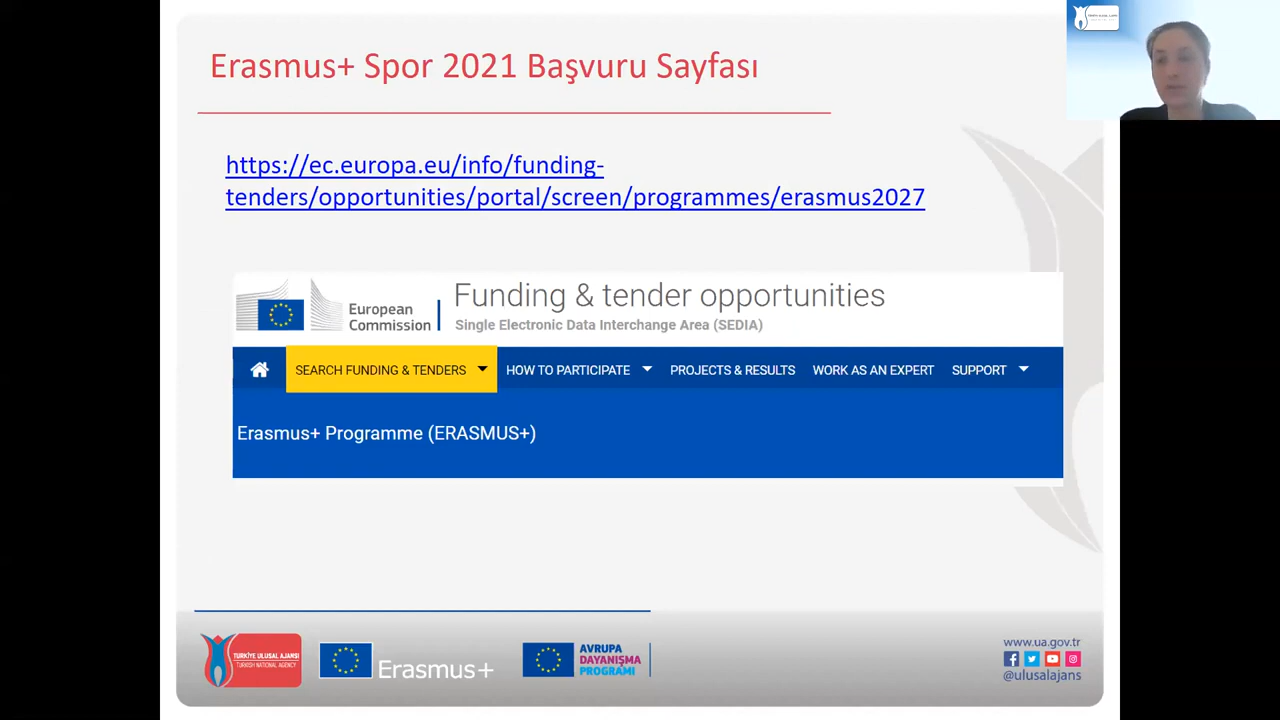 Erasmus+ Spor 2021 Başvuru Sayfası
https://ec.europa.eu/info/funding-
tenders/opportunities/portal/screen/programmes/erasmus2027
European
Commission
Funding & tender opportunities
Single Electronic Data Interchange Area (SEDIA)
SEARCH FUNDING & TENDERS HOW TO PARTICIPATE PROJECTS & RESULTS WORK AS AN EXPERT SUPPORT
Erasmus+ Programme (ERASMUS+)
TÜRKİYE ULUSAL AJANSI
TURKISH NATIONAL AGENCY
Erasmus+
AVRUPA
DAYANIŞMA
PROGRAMI
www.ua.gov.tr
@ulusalajans